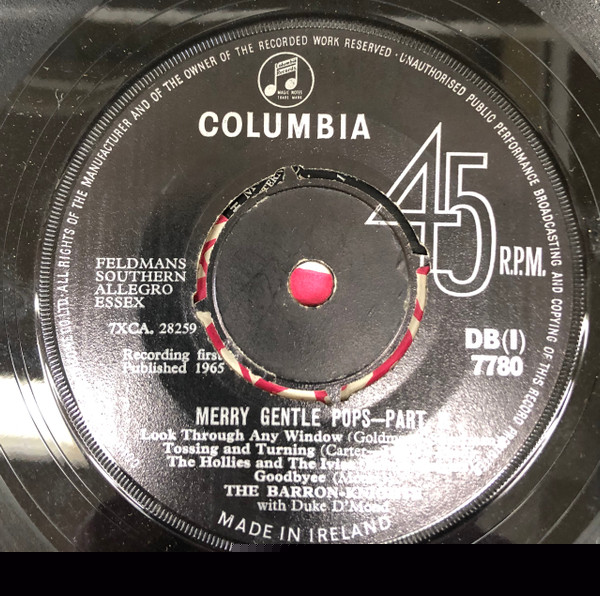 ALL RIGHTS OF THE MANUFACTURER AND OF THE OWNER OF THE RECORDED WORK RESERVED · UNAUTHORISED PUBLIC PERFORMANCE BROADCASTING AND COPYING OF THIS RECORD
MAGIC NOTES
TRADE MARK
COLUMBIA
45
R.P.M.
FELDMANS
SOUTHERN
ALLEGRO
ESSEX
7XCA. 28259
Recording first
Published 1965
DB(I)
7780
MERRY GENTLE POPS—PART
Look Through Any Window
Tossing and Turning (Carter
The Hollies and The Ivies
Goodbyee
THE BARRON-KNIGHTS
with Duke D'Mond
MADE IN IRELAND